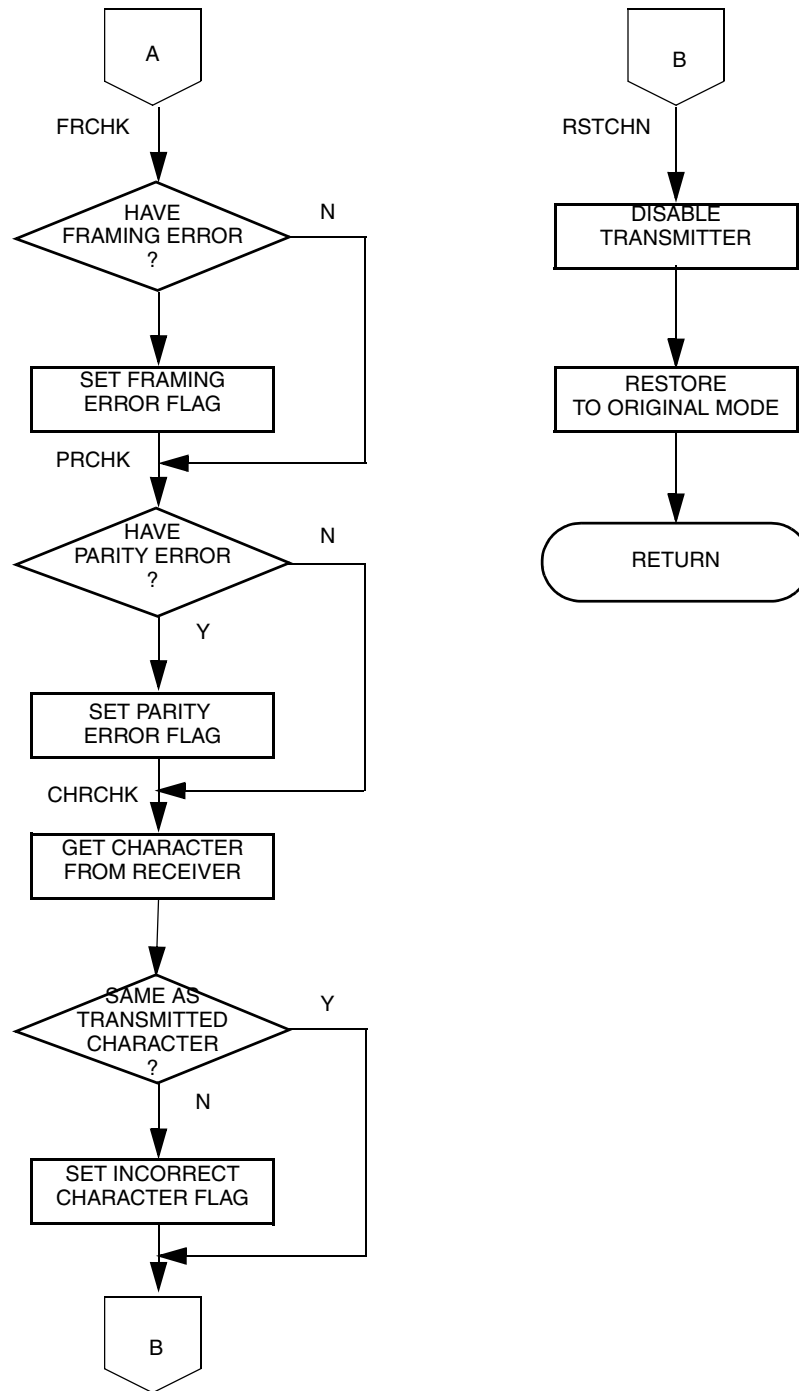 A
FRCHK
HAVE
FRAMING ERROR
?
N
SET FRAMING
ERROR FLAG
PRCHK
HAVE
PARITY ERROR
?
N
Y
SET PARITY
ERROR FLAG
CHRCHK
GET CHARACTER
FROM RECEIVER
SAME AS
TRANSMITTED
CHARACTER
?
Y
N
SET INCORRECT
CHARACTER FLAG
B
B
RSTCHN
DISABLE
TRANSMITTER
RESTORE
TO ORIGINAL MODE
RETURN